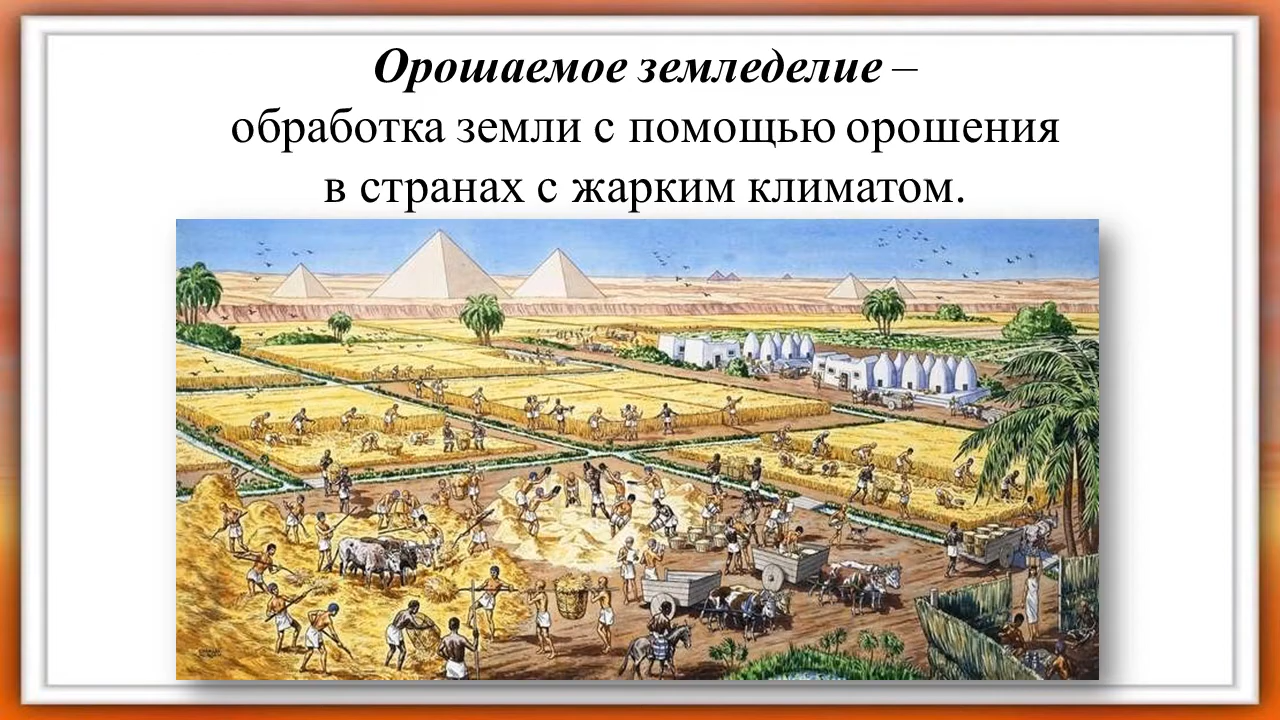 Орошаемое земледелие –
обработка земли с помощью орошения
в странах с жарким климатом.